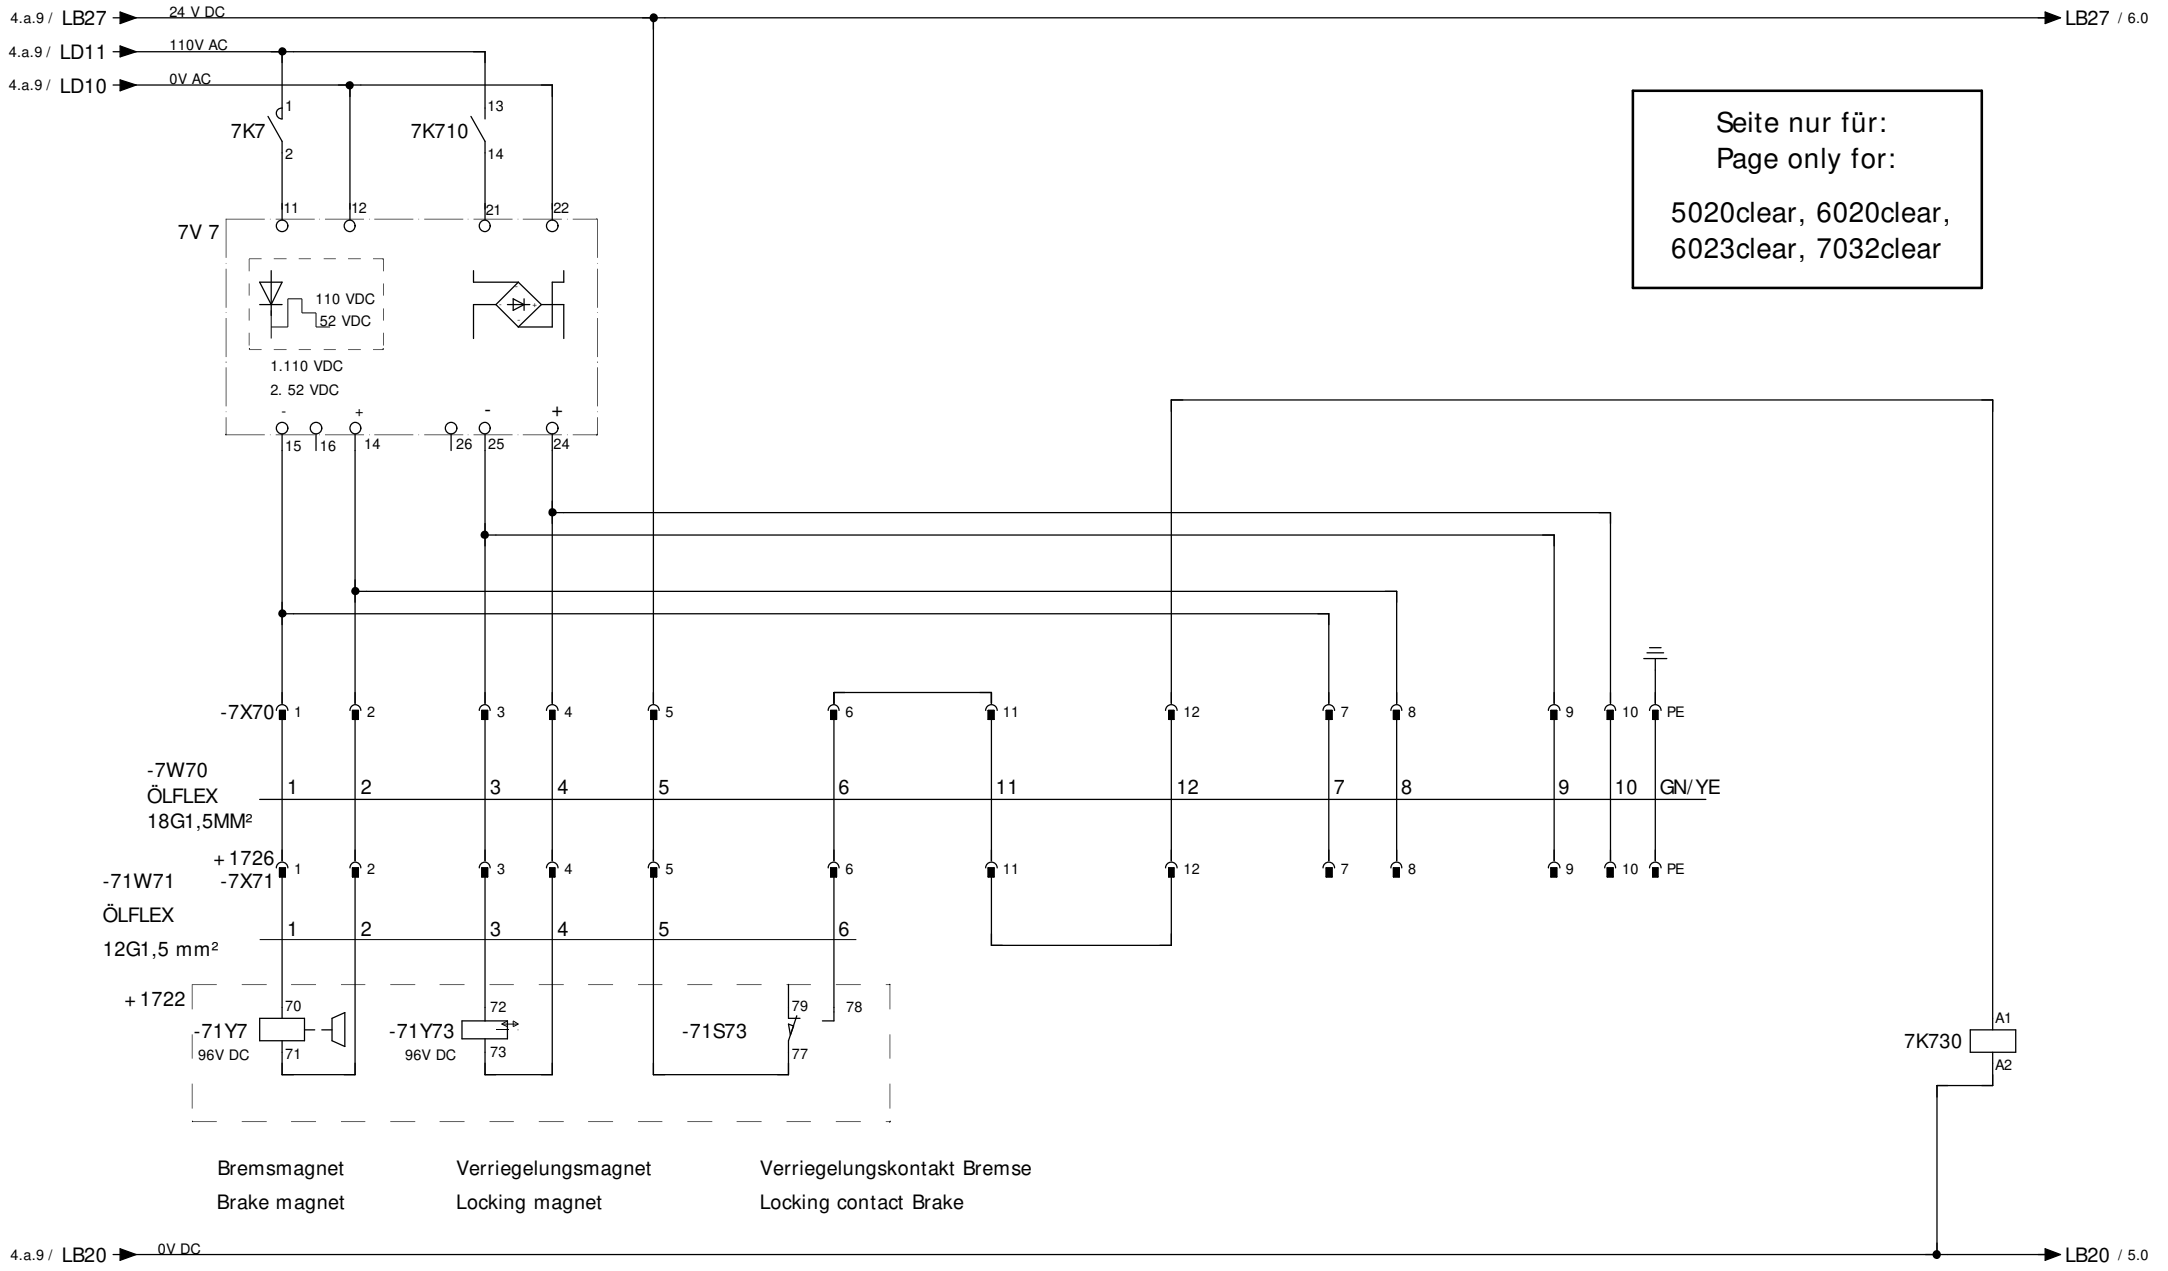 4.a.9 / LB27 24 V DC LB27 / 6.0
4.a.9 / LD11 110V AC
4.a.9 / LD10 0V AC
Seite nur für:
Page only for:
5020clear, 6020clear,
6023clear, 7032clear
1 13
7K7 7K710
2 14
11 12 21 22
7V 7
110 VDC
52 VDC
1.110 VDC
2. 52 VDC
- + - +
15 16 14 26 25 24
-7X70 1 2 3 4 5 6 11 12 7 8 9 10 PE
-7W70
ÖLFLEX
18G1,5MM²
1 2 3 4 5 6 11 12 7 8 9 10 GN/YE
+1726
-7X71 1 2 3 4 5 6 11 12 7 8 9 10 PE
-71W71
ÖLFLEX
12G1,5 mm²
1 2 3 4 5 6
+1722
70 72 79 78
-71Y7 -71Y73 -71S73
96V DC 96V DC
71 73 77
A1
7K730
A2
Bremsmagnet Verriegelungsmagnet Verriegelungskontakt Bremse
Brake magnet Locking magnet Locking contact Brake
4.a.9 / LB20 0V DC LB20 / 5.0